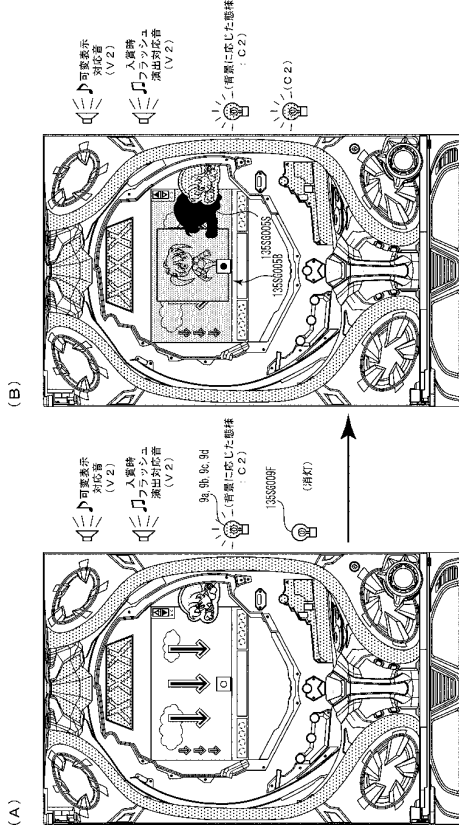 (A)
♪可変表示
対応音
(V2)
入賞時
♫フラッシュ
演出対応音
(V2)
9a, 9b, 9c, 9d
(背景に応じた態様
:C2)
135SG009F
(消灯)
(B)
♪可変表示
対応音
(V2)
入賞時
♫フラッシュ
演出対応音
(V2)
(背景に応じた態様
:C2)
(C2)
135SG005B